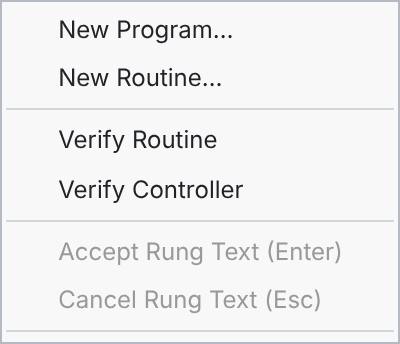 New Program...
New Routine...
Verify Routine
Verify Controller
Accept Rung Text (Enter)
Cancel Rung Text (Esc)